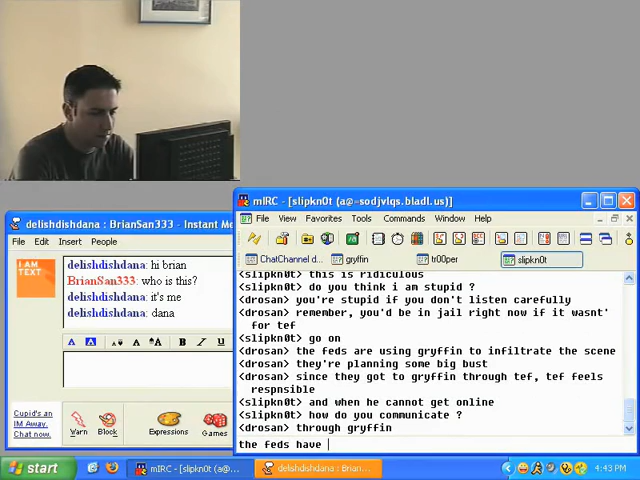 mIRC - [slipkn0t (a@=sodjvlqs.bladl.us)]
File View Favorites Tools Commands Window Help
ChatChannel d... gryffin tr00per slipkn0t
<slipkn0t> this is ridiculous
<slipkn0t> do you think i am stupid ?
<drosan> you're stupid if you don't listen carefully
<drosan> remember, you'd be in jail right now if it wasnt'
for tef
<slipkn0t> go on
<drosan> the feds are using gryffin to infiltrate the scene
<drosan> they're planning some big bust
<drosan> since they got to gryffin through tef, tef feels
respnsible
<slipkn0t> and when he cannot get online
<slipkn0t> how do you communicate ?
<drosan> through gryffin
the feds have
delishdishdana : BrianSan333 - Instant Me
File Edit Insert People
I AM
TEXT
delishdishdana: hi brian
BrianSan333: who is this?
delishdishdana: it's me
delishdishdana: dana
A A A A A B I U
Cupid's an
IM Away.
Chat now.
Warn Block Expressions Games
start mIRC - [slipkn0t (a@... delishdishdana : Brian... 4:43 PM